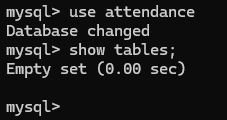 mysql> use attendance
Database changed
mysql> show tables;
Empty set (0.00 sec)
mysql>